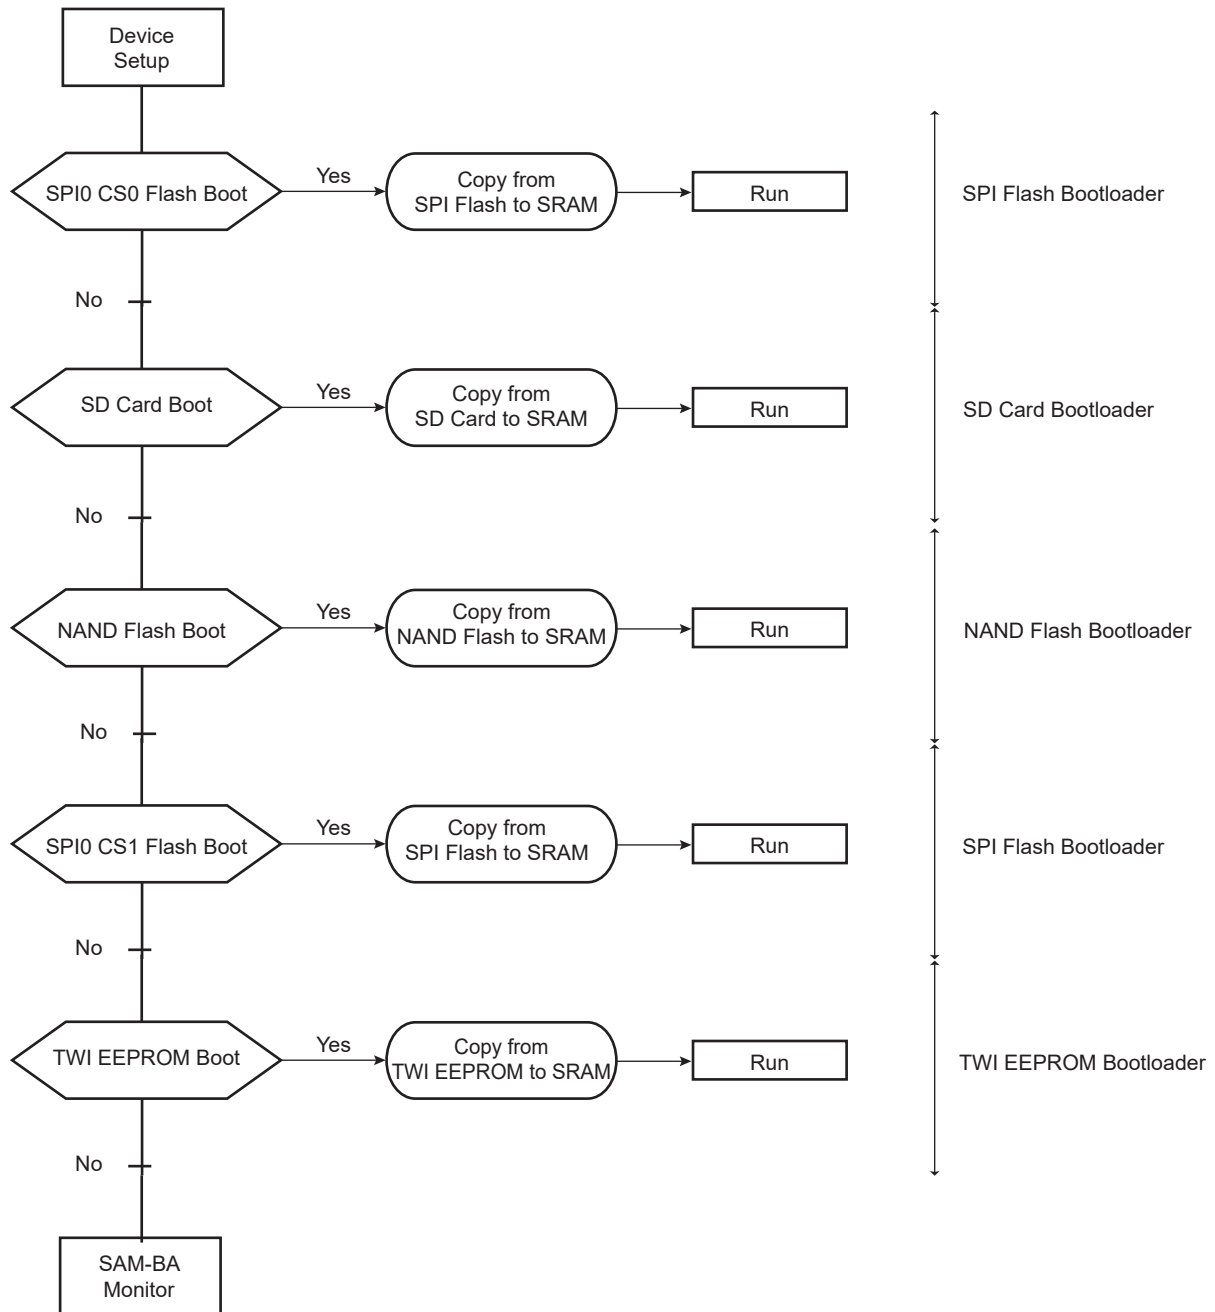 Device
Setup
SPI0 CS0 Flash Boot
Yes
Copy from
SPI Flash to SRAM
Run
SPI Flash Bootloader
No
SD Card Boot
Yes
Copy from
SD Card to SRAM
Run
SD Card Bootloader
No
NAND Flash Boot
Yes
Copy from
NAND Flash to SRAM
Run
NAND Flash Bootloader
No
SPI0 CS1 Flash Boot
Yes
Copy from
SPI Flash to SRAM
Run
SPI Flash Bootloader
No
TWI EEPROM Boot
Yes
Copy from
TWI EEPROM to SRAM
Run
TWI EEPROM Bootloader
No
SAM-BA
Monitor